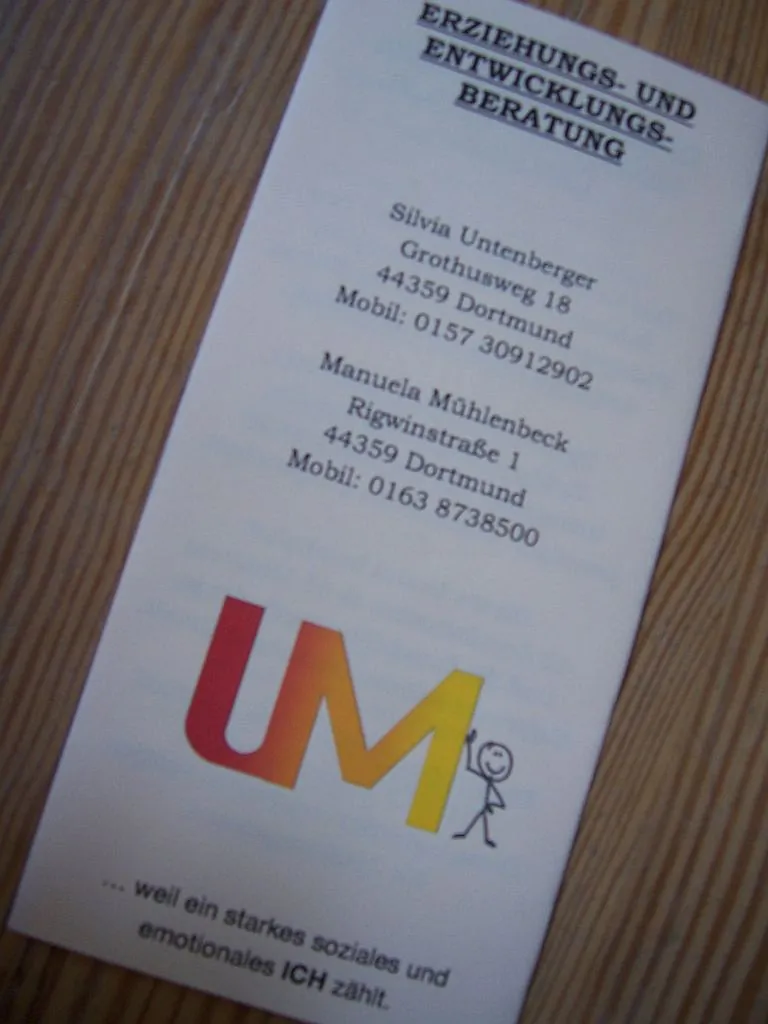 ERZIEHUNGS- UND
ENTWICKLUNGS-
BERATUNG
Silvia Untenberger
Grothusweg 18
44359 Dortmund
Mobil: 0157 30912902
Manuela Mühlenbeck
Rigwinstraße 1
44359 Dortmund
Mobil: 0163 8738500
UM
... weil ein starkes soziales und
emotionales ICH zählt.